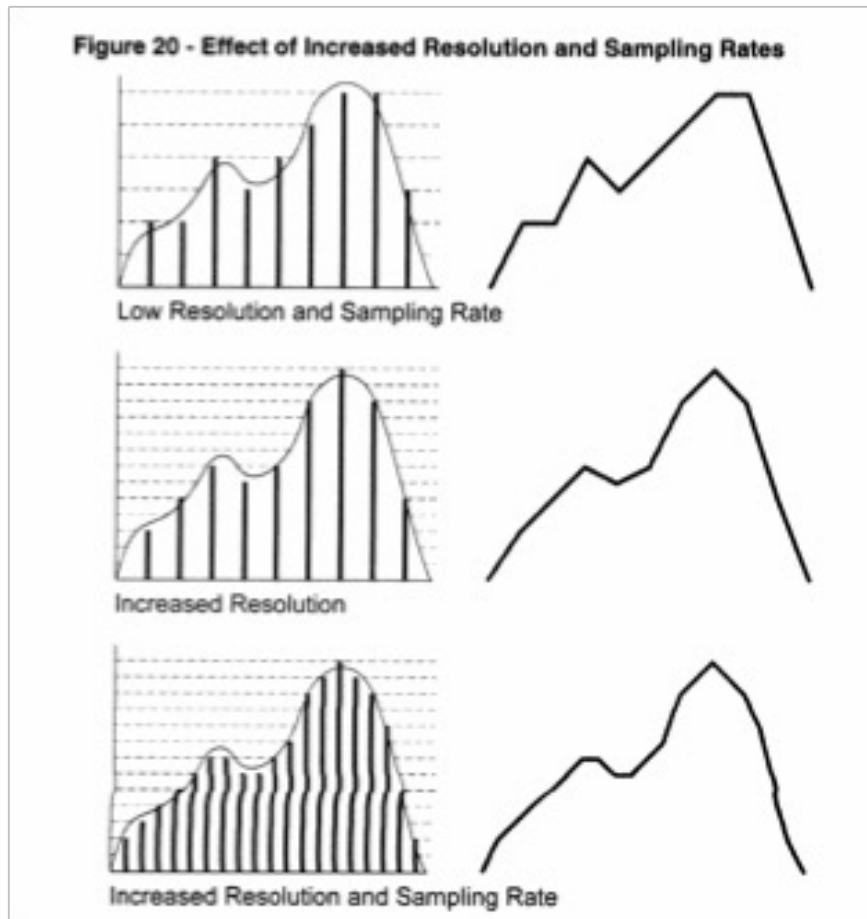 Figure 20 - Effect of Increased Resolution and Sampling Rates
Low Resolution and Sampling Rate
Increased Resolution
Increased Resolution and Sampling Rate